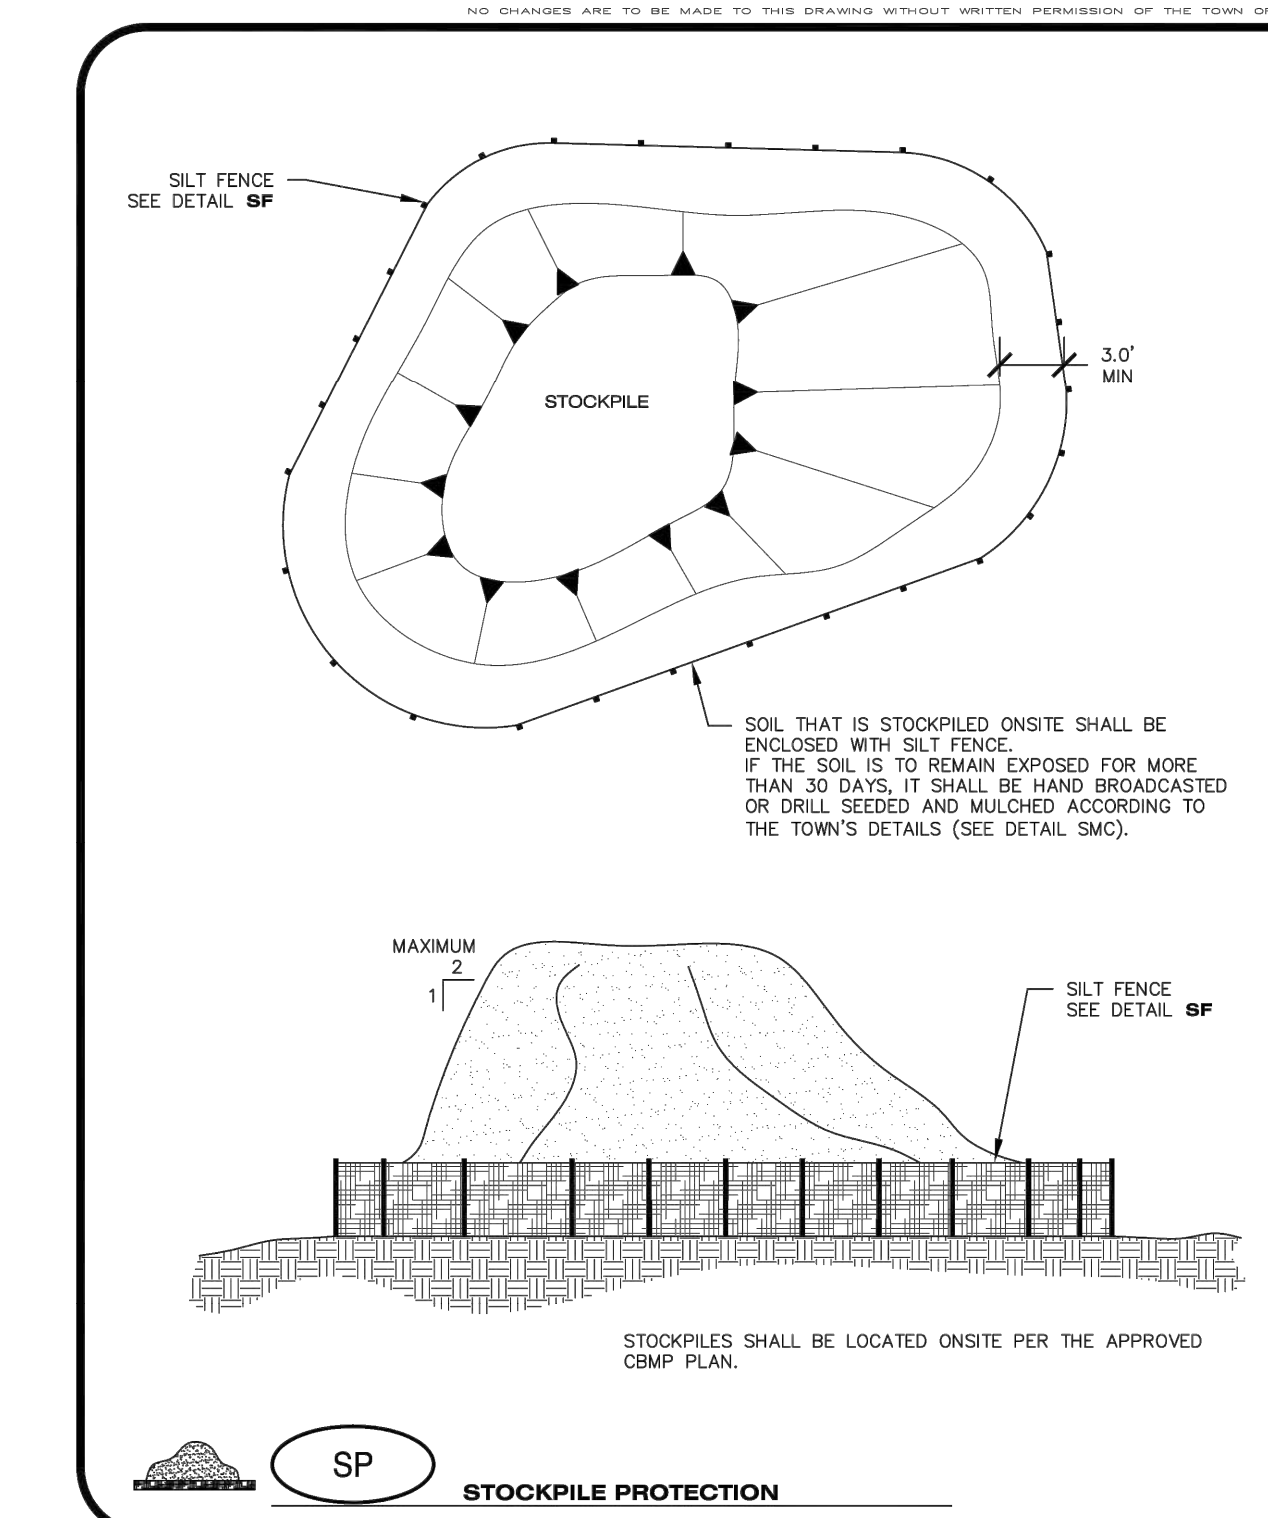 NO CHANGES ARE TO BE MADE TO THIS DRAWING WITHOUT WRITTEN PERMISSION OF THE TOWN
SILT FENCE
SEE DETAIL SF
3.0'
MIN
STOCKPILE
SOIL THAT IS STOCKPILED ONSITE SHALL BE
ENCLOSED WITH SILT FENCE.
IF THE SOIL IS TO REMAIN EXPOSED FOR MORE
THAN 30 DAYS, IT SHALL BE HAND BROADCASTED
OR DRILL SEEDED AND MULCHED ACCORDING TO
THE TOWN'S DETAILS (SEE DETAIL SMC).
MAXIMUM
2
1
SILT FENCE
SEE DETAIL SF
STOCKPILES SHALL BE LOCATED ONSITE PER THE APPROVED
CBMP PLAN.
SP
STOCKPILE PROTECTION